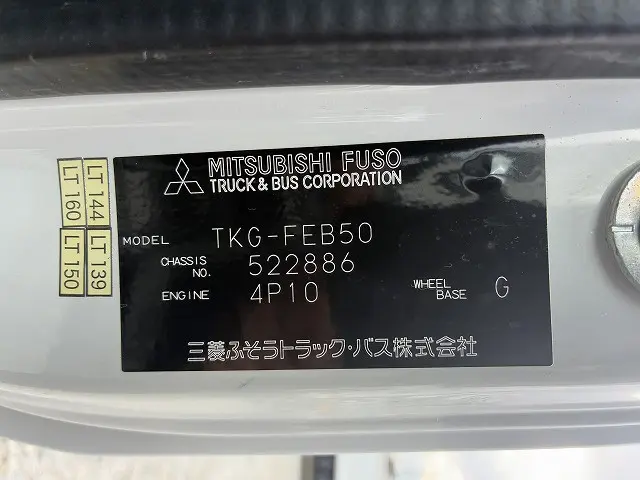 MITSUBISHI FUSO
TRUCK & BUS CORPORATION
LT 160
LT 144
LT 150
LT 139
MODEL TKG-FEB50
CHASSIS NO. 522886
ENGINE 4P10 WHEEL BASE G
三菱ふそうトラック・バス株式会社